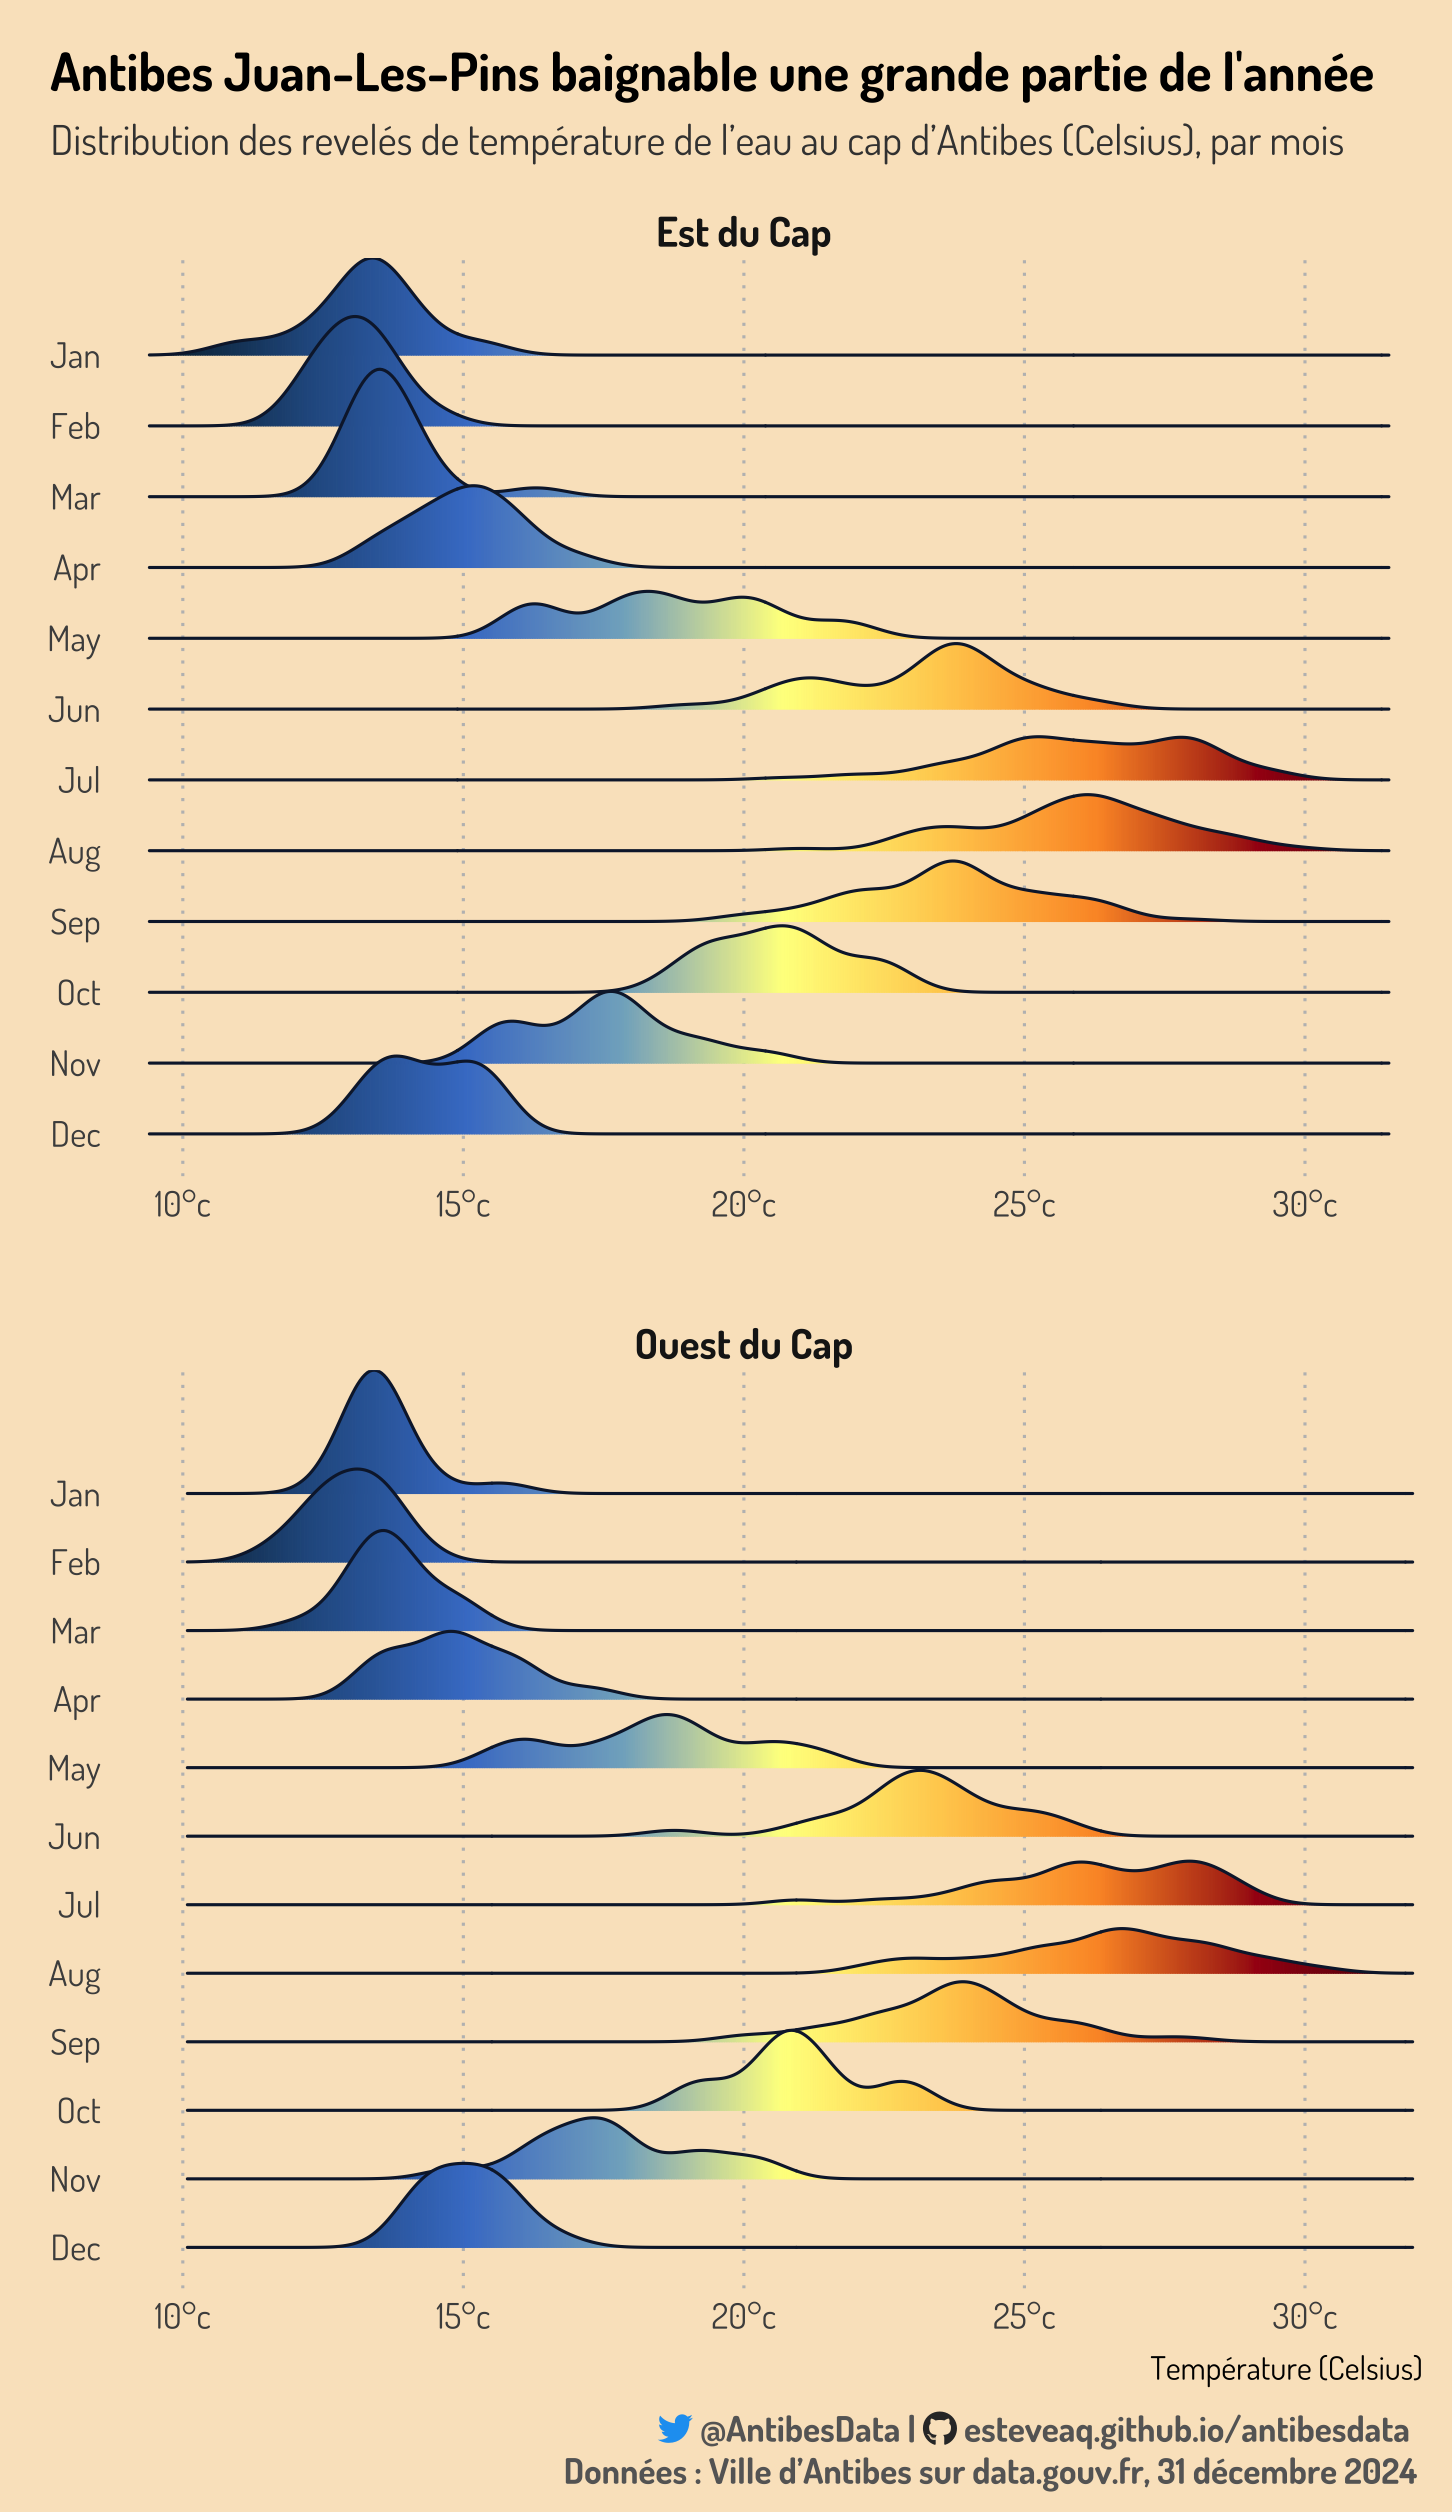 Antibes Juan-Les-Pins baignable une grande partie de l'année
Distribution des revelés de température de l’eau au cap d’Antibes (Celsius), par mois
Est du Cap
Jan
Feb
Mar
Apr
May
Jun
Jul
Aug
Sep
Oct
Nov
Dec
10°c 15°c 20°c 25°c 30°c
Ouest du Cap
Jan
Feb
Mar
Apr
May
Jun
Jul
Aug
Sep
Oct
Nov
Dec
10°c 15°c 20°c 25°c 30°c
Température (Celsius)
@AntibesData | esteveaq.github.io/antibesdata
Données : Ville d’Antibes sur data.gouv.fr, 31 décembre 2024